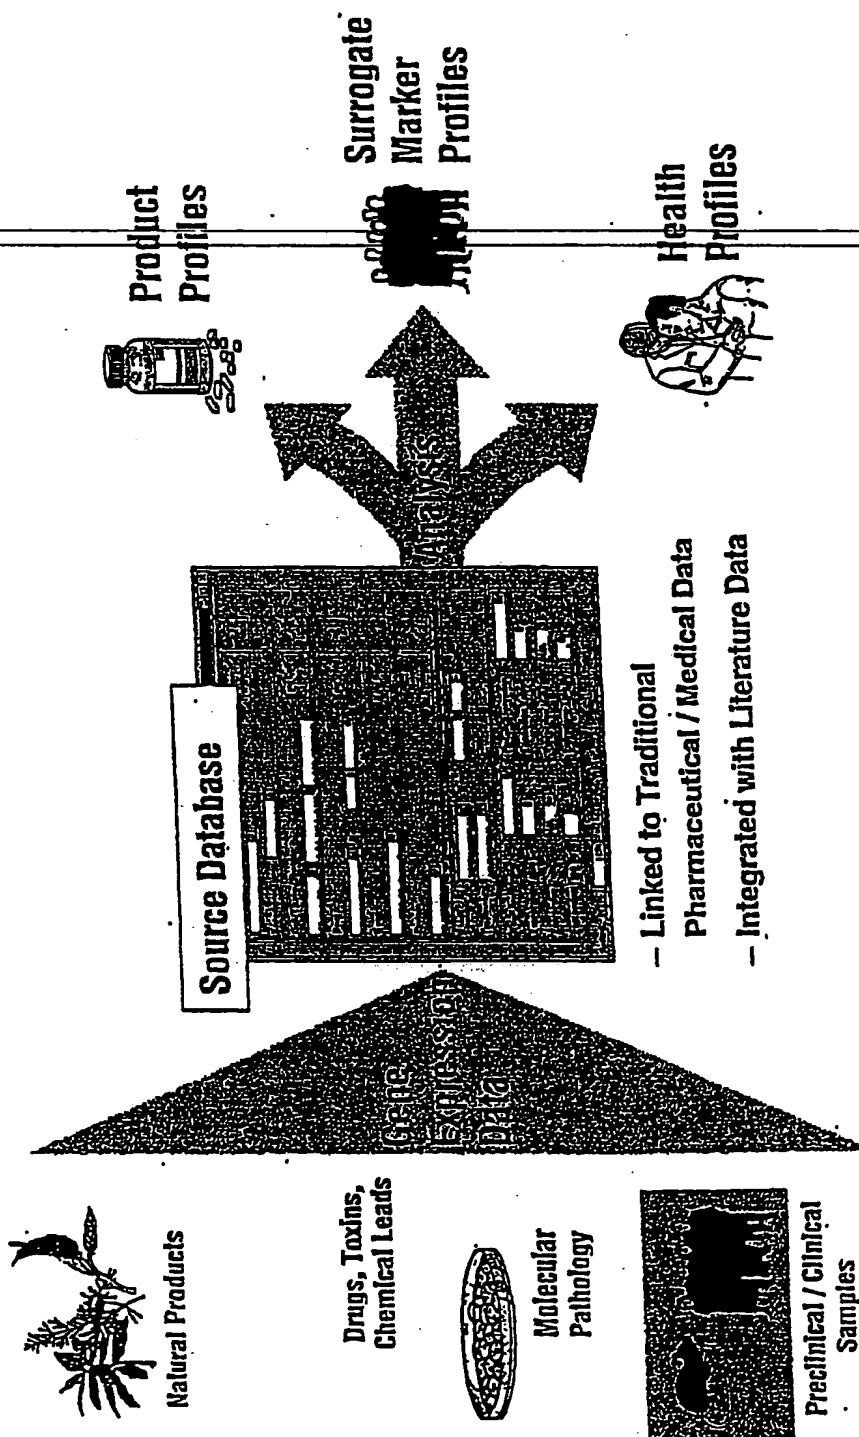 Natural Products
Drugs, Toxins,
Chemical Leads
Molecular
Pathology
Preclinical / Clinical
Samples
Gene
Expression
Data
Source Database
– Linked to Traditional
Pharmaceutical / Medical Data
– Integrated with Literature Data
Analysis
Product
Profiles
Surrogate
Marker
Profiles
Health
Profiles